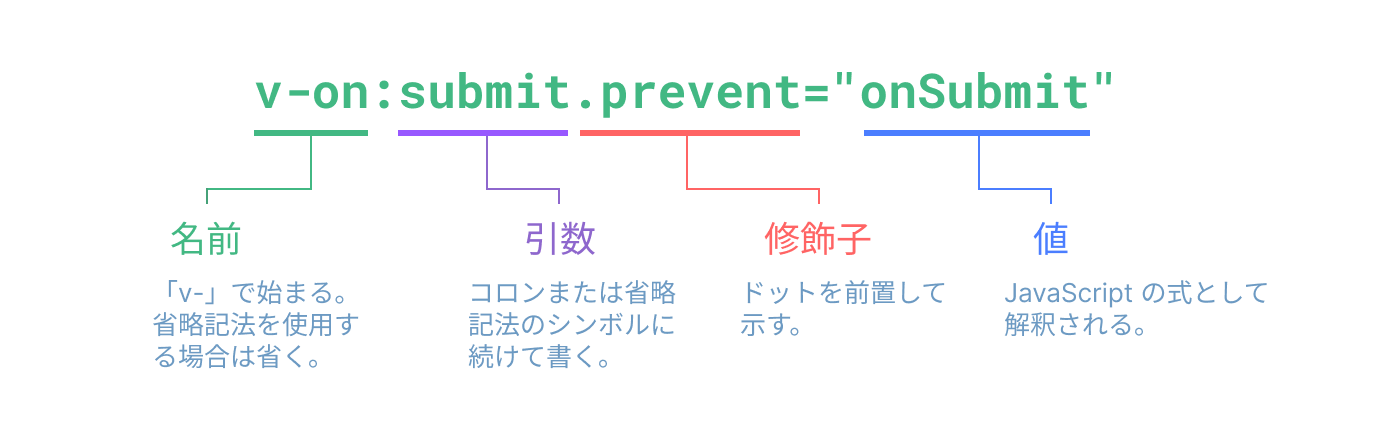 v-on:submit.prevent="onSubmit"
名前
「v-」で始まる。
省略記法を使用す
る場合は省く。
引数
コロンまたは省略
記法のシンボルに
続けて書く。
修飾子
ドットを前置して
示す。
値
JavaScript の式として
解釈される。